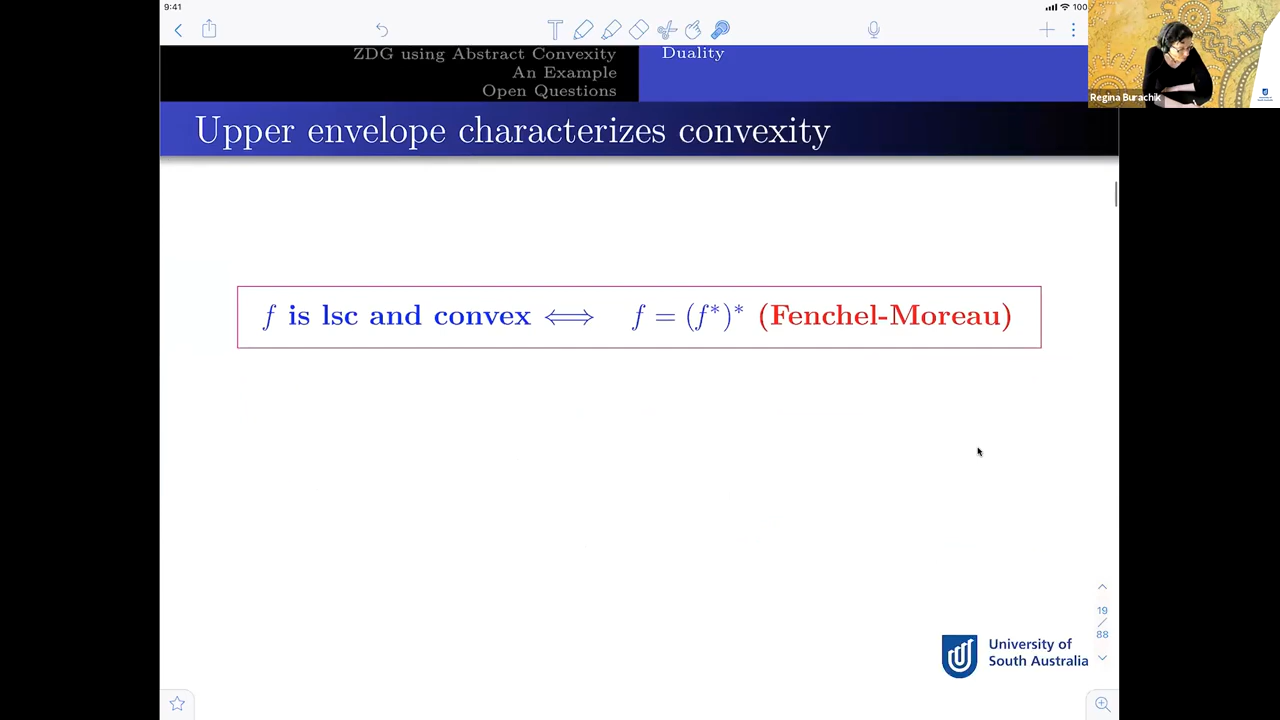 9:41
100
T
ZDG using Abstract Convexity
An Example
Open Questions
Duality
Regina Burachik
Upper envelope characterizes convexity
f is lsc and convex ⟺ f = (f*)* (Fenchel-Moreau)
19
/
88
University of
South Australia